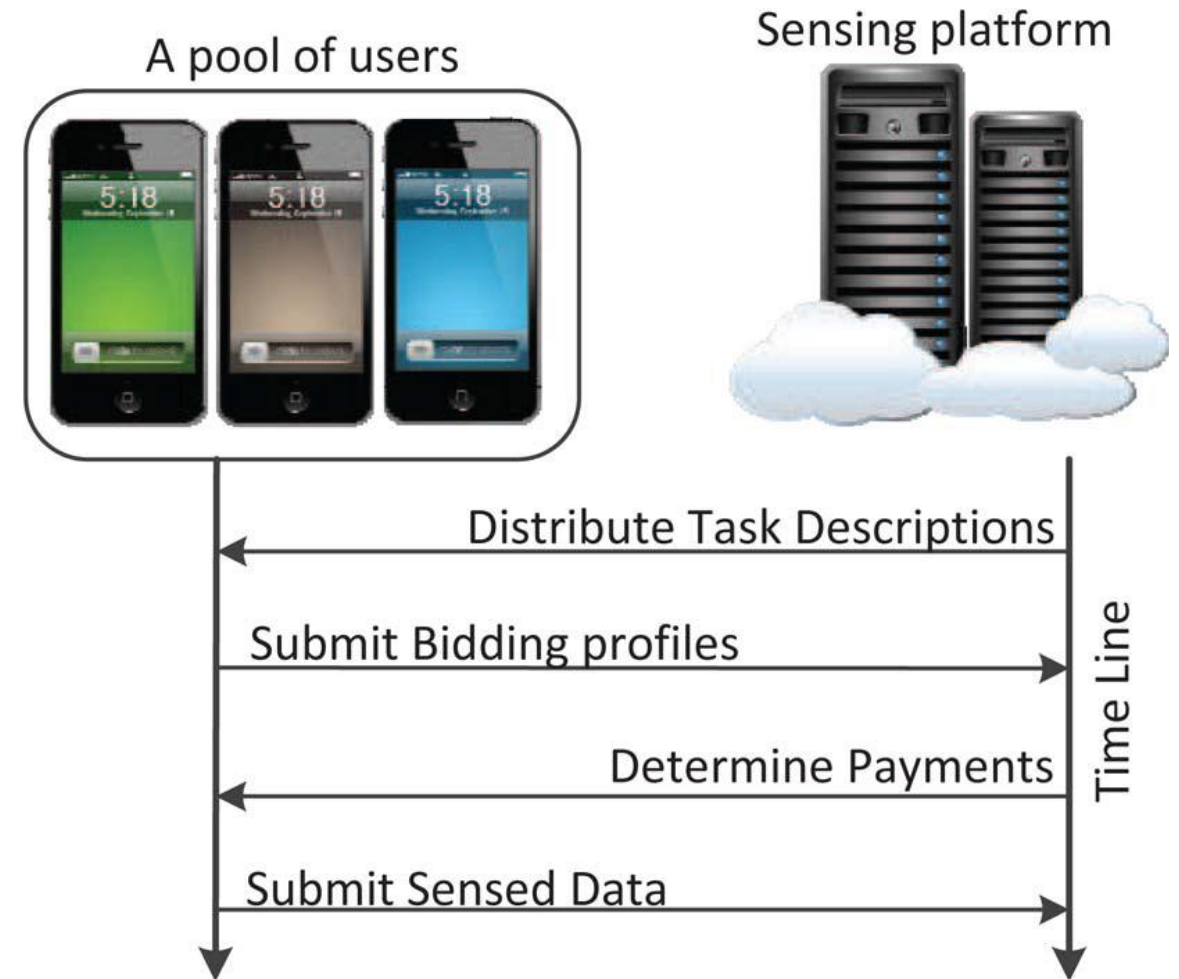 A pool of users
Sensing platform
5:18
5:18
5:18
Distribute Task Descriptions
Submit Bidding profiles
Determine Payments
Submit Sensed Data
Time Line